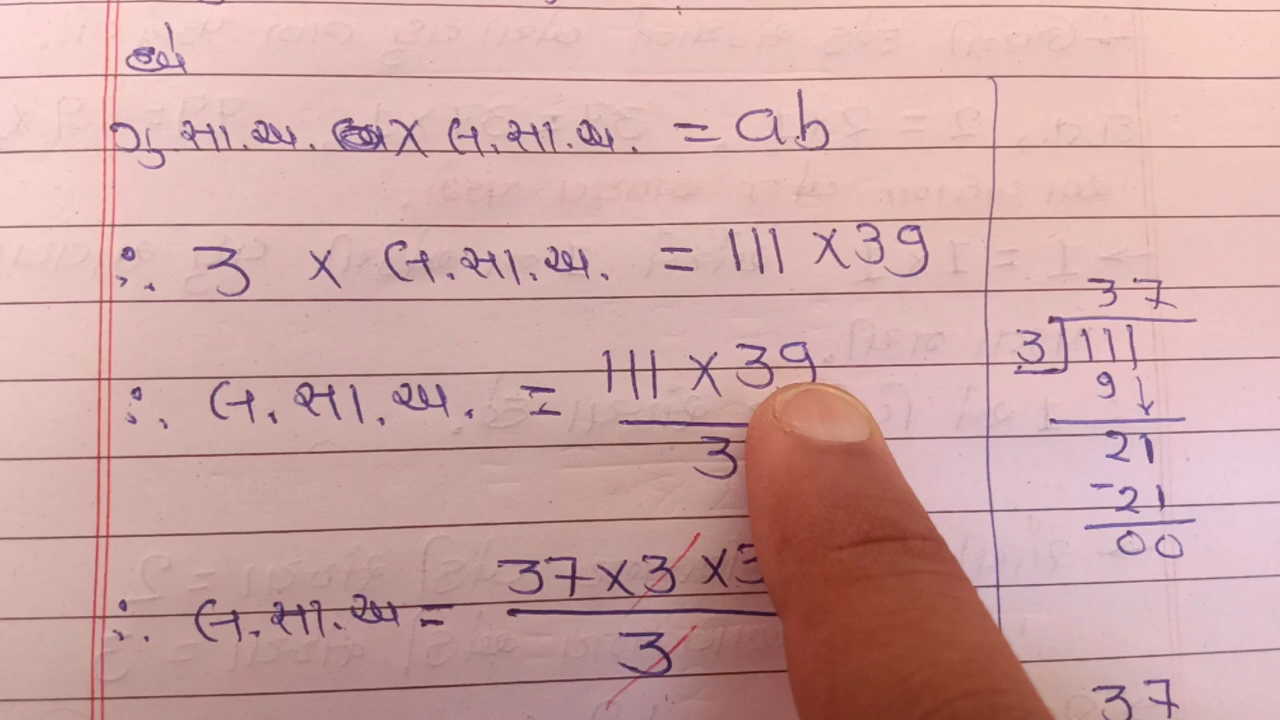 ગુ.સા.અ. × લ.સા.અ. = ab
∴ 3 × લ.સા.અ. = 111 × 39
∴ લ.સા.અ. = 111 × 39
3
∴ લ.સા.અ = 37 × 3 × 3
3
37
3 111
9
21
-21
00
37